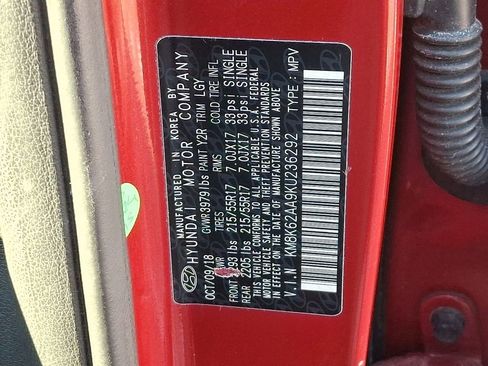 MANUFACTURED IN KOREA BY
HYUNDAI MOTOR COMPANY
OCT/09/18 GVWR 3979 lbs PAINT Y2R TRIM LGY
TIRES COLD TIRE INFL.
FRONT 2293 lbs 215/55R17 7.0JX17 33psi SINGLE
REAR 2205 lbs 215/55R17 7.0JX17 33psi SINGLE
THIS VEHICLE CONFORMS TO ALL APPLICABLE U.S.A. FEDERAL
MOTOR VEHICLE SAFETY, BUMPER, AND THEFT PREVENTION STANDARDS
IN EFFECT ON THE DATE OF MANUFACTURE SHOWN ABOVE.
V.I.N : KM8K62AA9KU236292 TYPE : MPV